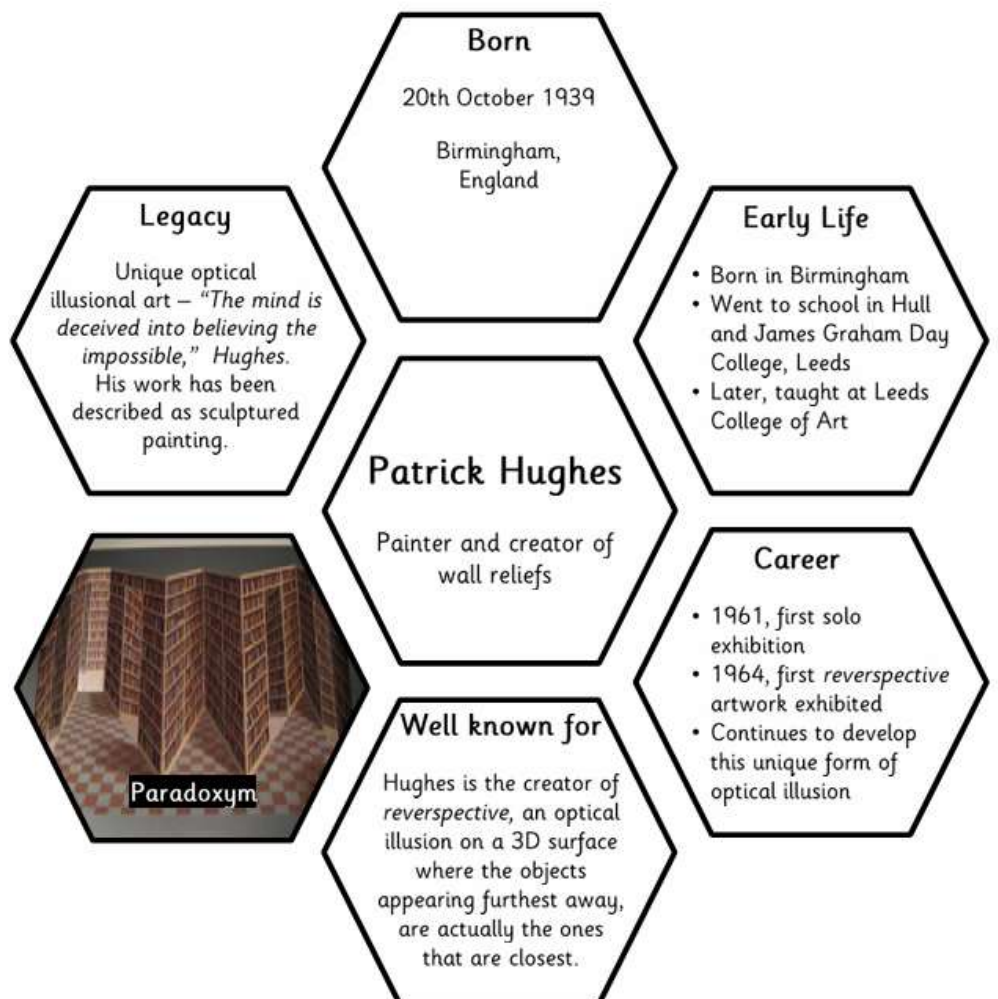 Born
20th October 1939
Birmingham,
England
Legacy
Unique optical
illusional art – “The mind is
deceived into believing the
impossible,” Hughes.
His work has been
described as sculptured
painting.
Early Life
• Born in Birmingham
• Went to school in Hull
and James Graham Day
College, Leeds
• Later, taught at Leeds
College of Art
Patrick Hughes
Painter and creator of
wall reliefs
Paradoxym
Career
• 1961, first solo
exhibition
• 1964, first reverspective
artwork exhibited
• Continues to develop
this unique form of
optical illusion
Well known for
Hughes is the creator of
reverspective, an optical
illusion on a 3D surface
where the objects
appearing furthest away,
are actually the ones
that are closest.